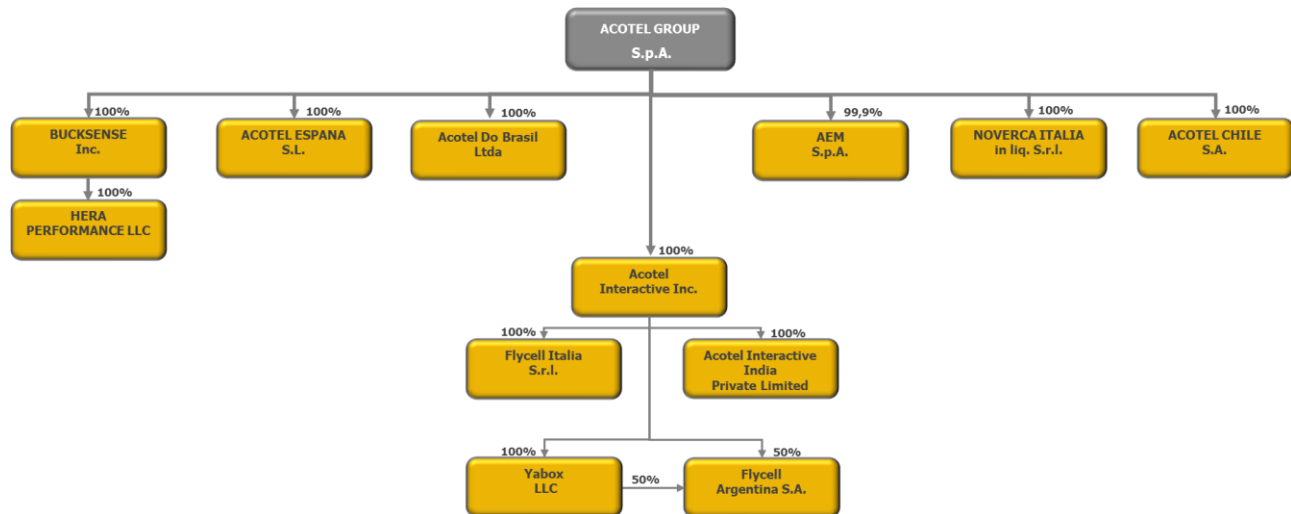 ACOTEL GROUP
S.p.A.
100%
100%
100%
99,9%
100%
100%
BUCKSENSE
Inc.
ACOTEL ESPANA
S.L.
Acotel Do Brasil
Ltda
AEM
S.p.A.
NOVERCA ITALIA
in liq. S.r.l.
ACOTEL CHILE
S.A.
100%
HERA
PERFORMANCE LLC
100%
Acotel
Interactive Inc.
100%
100%
Flycell Italia
S.r.l.
Acotel Interactive
India
Private Limited
100%
50%
Yabox
LLC
50%
Flycell
Argentina S.A.